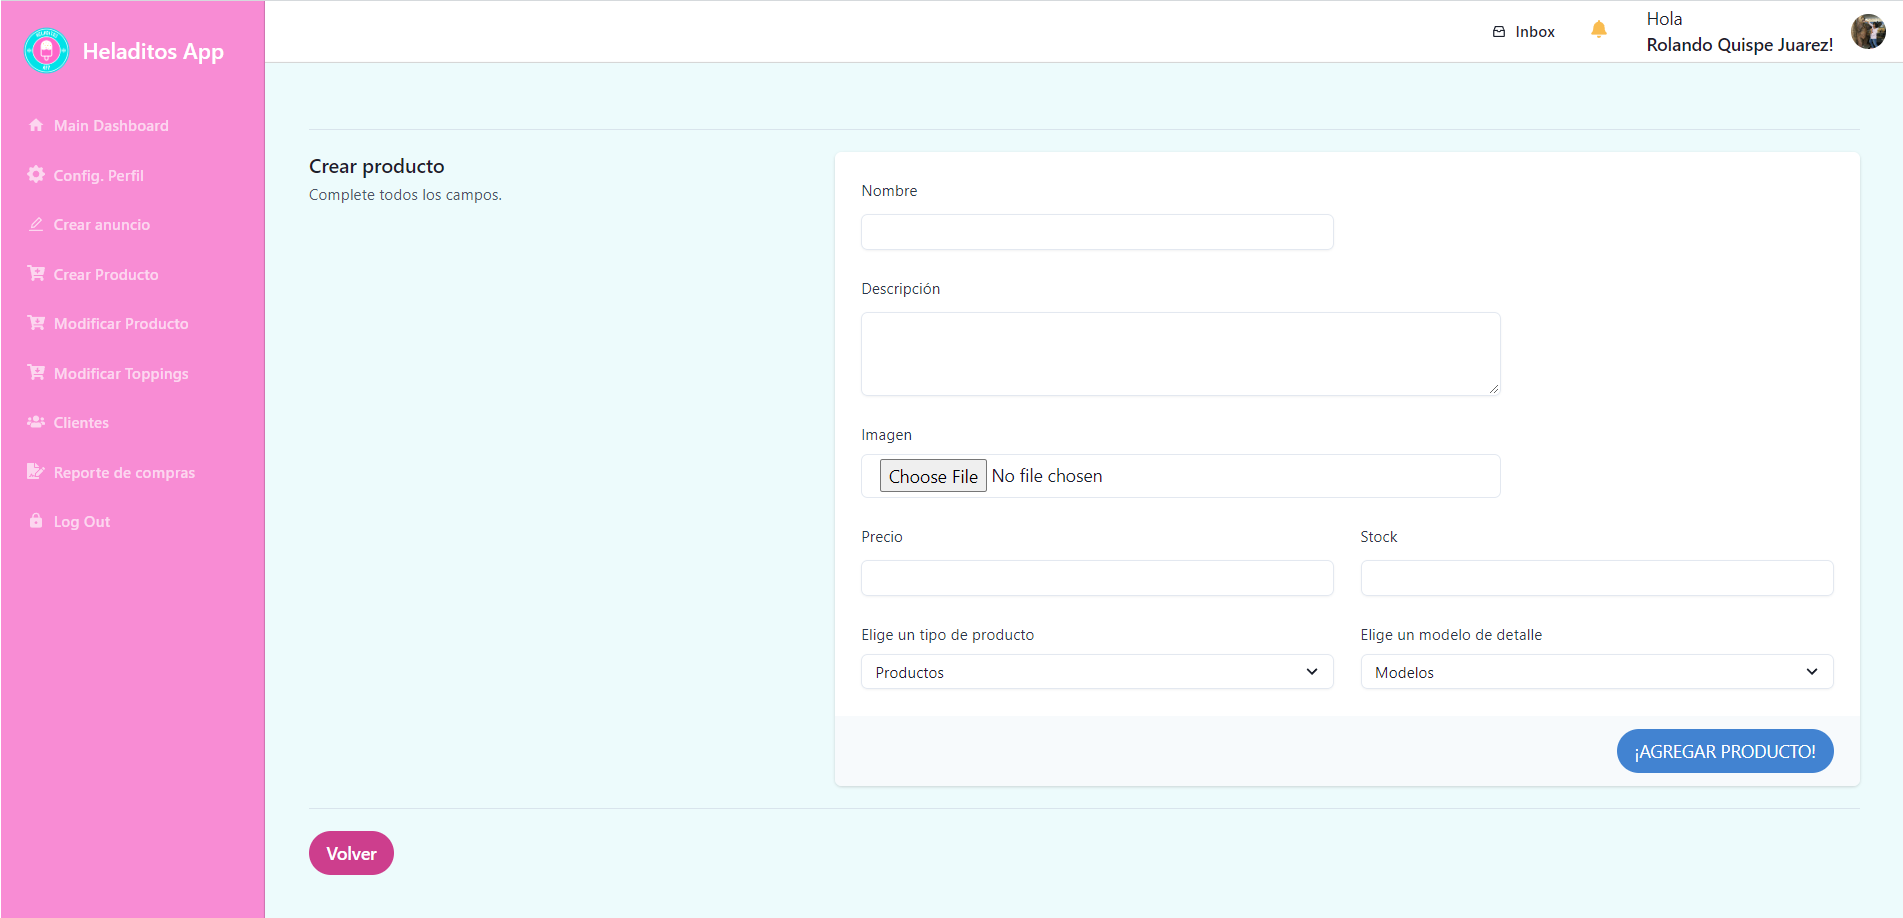 Heladitos App
Main Dashboard
Config. Perfil
Crear anuncio
Crear Producto
Modificar Producto
Modificar Toppings
Clientes
Reporte de compras
Log Out
Inbox
Hola
Rolando Quispe Juarez!
Crear producto
Complete todos los campos.
Nombre
Descripción
Imagen
Choose File No file chosen
Precio
Stock
Elige un tipo de producto
Elige un modelo de detalle
Productos
Modelos
¡AGREGAR PRODUCTO!
Volver